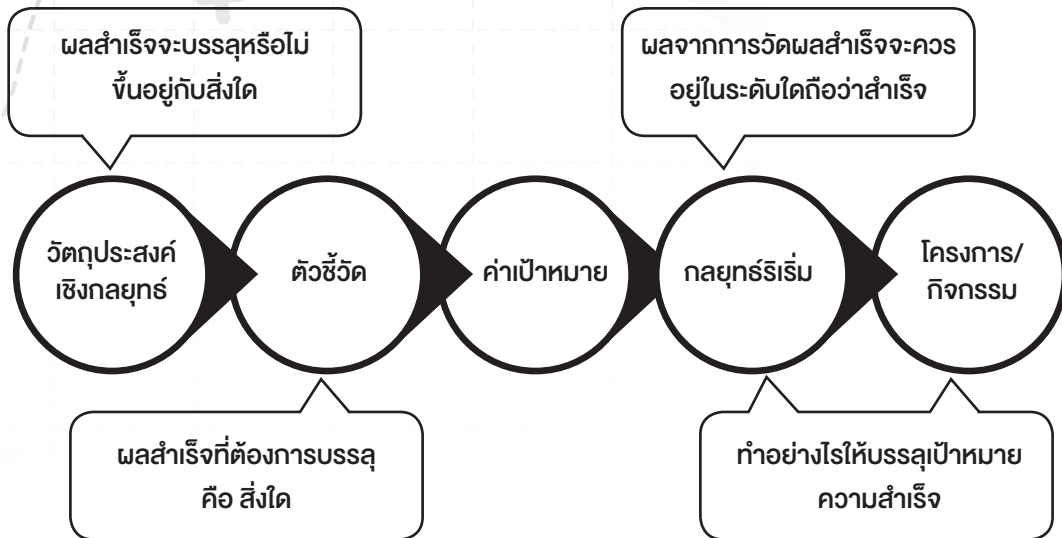 ผลสำเร็จจะบรรลุหรือไม่
ขึ้นอยู่กับสิ่งใด
ผลจากการวัดผลสำเร็จจะควร
อยู่ในระดับใดถือว่าสำเร็จ
วัตถุประสงค์
เชิงกลยุทธ์
ตัวชี้วัด
ค่าเป้าหมาย
กลยุทธ์ริเริ่ม
โครงการ/
กิจกรรม
ผลสำเร็จที่ต้องการบรรลุ
คือ สิ่งใด
ทำอย่างไรให้บรรลุเป้าหมาย
ความสำเร็จ